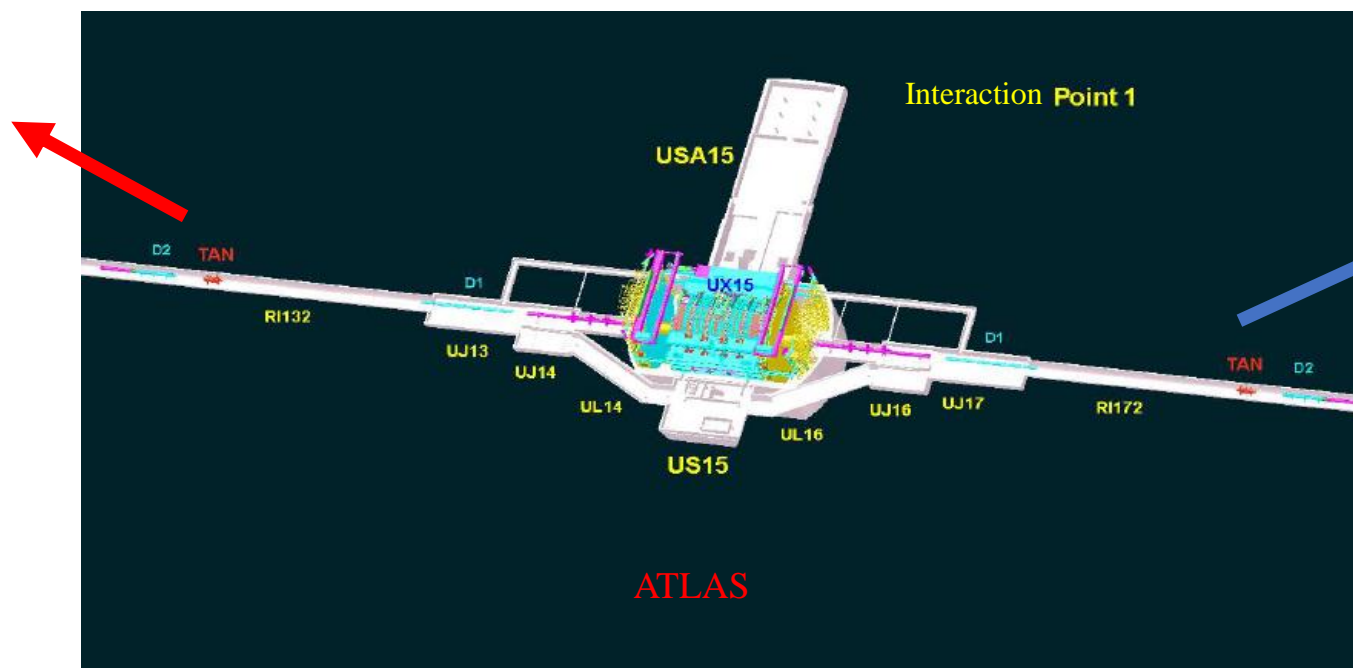 Interaction Point 1
USA15
D2
TAN
D1
UX15
RI132
UJ13
UJ14
D1
UL14
UJ16
UJ17
TAN
D2
RI172
UL16
US15
ATLAS